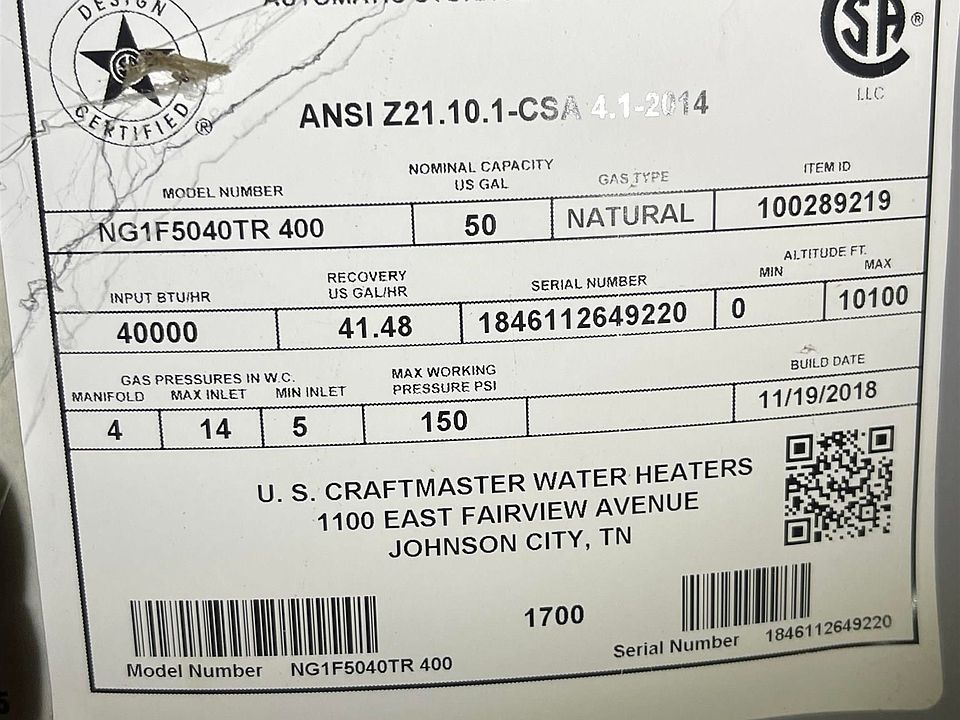 DESIGN
CERTIFIED ®
AUTOMATIC
SA ®
LLC
ANSI Z21.10.1-CSA 4.1-2014
MODEL NUMBER
NOMINAL CAPACITY
US GAL
GAS TYPE
ITEM ID
NG1F5040TR 400 50 NATURAL 100289219
INPUT BTU/HR
RECOVERY
US GAL/HR
SERIAL NUMBER
ALTITUDE FT.
MIN MAX
40000 41.48 1846112649220 0 10100
GAS PRESSURES IN W.C.
MANIFOLD MAX INLET MIN INLET
MAX WORKING
PRESSURE PSI
BUILD DATE
4 14 5 150 11/19/2018
U. S. CRAFTMASTER WATER HEATERS
1100 EAST FAIRVIEW AVENUE
JOHNSON CITY, TN
1700
Model Number NG1F5040TR 400
Serial Number 1846112649220